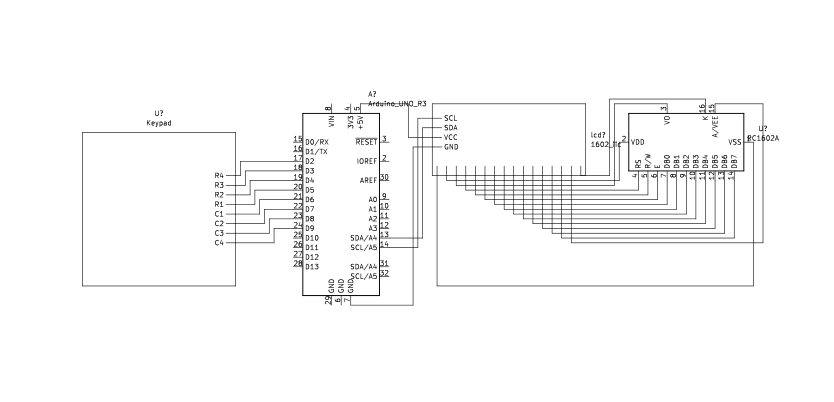 U?
Keypad
R4
R3
R2
R1
C1
C2
C3
C4
A?
Arduino_UNO_R3
8
4
5
VIN
3V3
+5V
15 D0/RX
16 D1/TX
17 D2
18 D3
19 D4
20 D5
21 D6
22 D7
23 D8
24 D9
25 D10
26 D11
27 D12
28 D13
RESET 3
IOREF 2
AREF 30
A0 9
A1 10
A2 11
A3 12
SDA/A4 13
SCL/A5 14
SDA/A4 31
SCL/A5 32
GND
GND
GND
29
6
7
SCL
SDA
VCC
GND
lcd?
1602_iic
3
16
15
VO
K
A/VEE
2 VDD
VSS 1
U?
RC1602A
RS
R/W
E
DB0
DB1
DB2
DB3
DB4
DB5
DB6
DB7
4
5
6
7
8
9
10
11
12
13
14